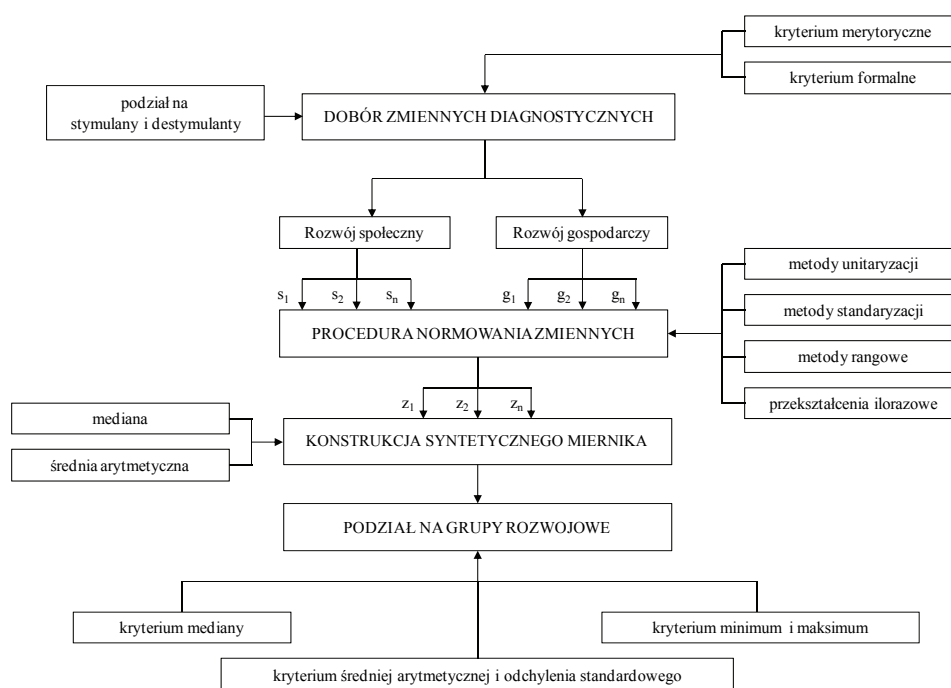 kryterium merytoryczne
kryterium formalne
podział na
stymulany i destymulanty
DOBÓR ZMIENNYCH DIAGNOSTYCZNYCH
Rozwój społeczny
Rozwój gospodarczy
s1 s2 sn g1 g2 gn
metody unitaryzacji
metody standaryzacji
metody rangowe
przekształcenia ilorazowe
PROCEDURA NORMOWANIA ZMIENNYCH
z1 z2 zn
mediana
średnia arytmetyczna
KONSTRUKCJA SYNTETYCZNEGO MIERNIKA
PODZIAŁ NA GRUPY ROZWOJOWE
kryterium mediany
kryterium minimum i maksimum
kryterium średniej arytmetycznej i odchylenia standardowego